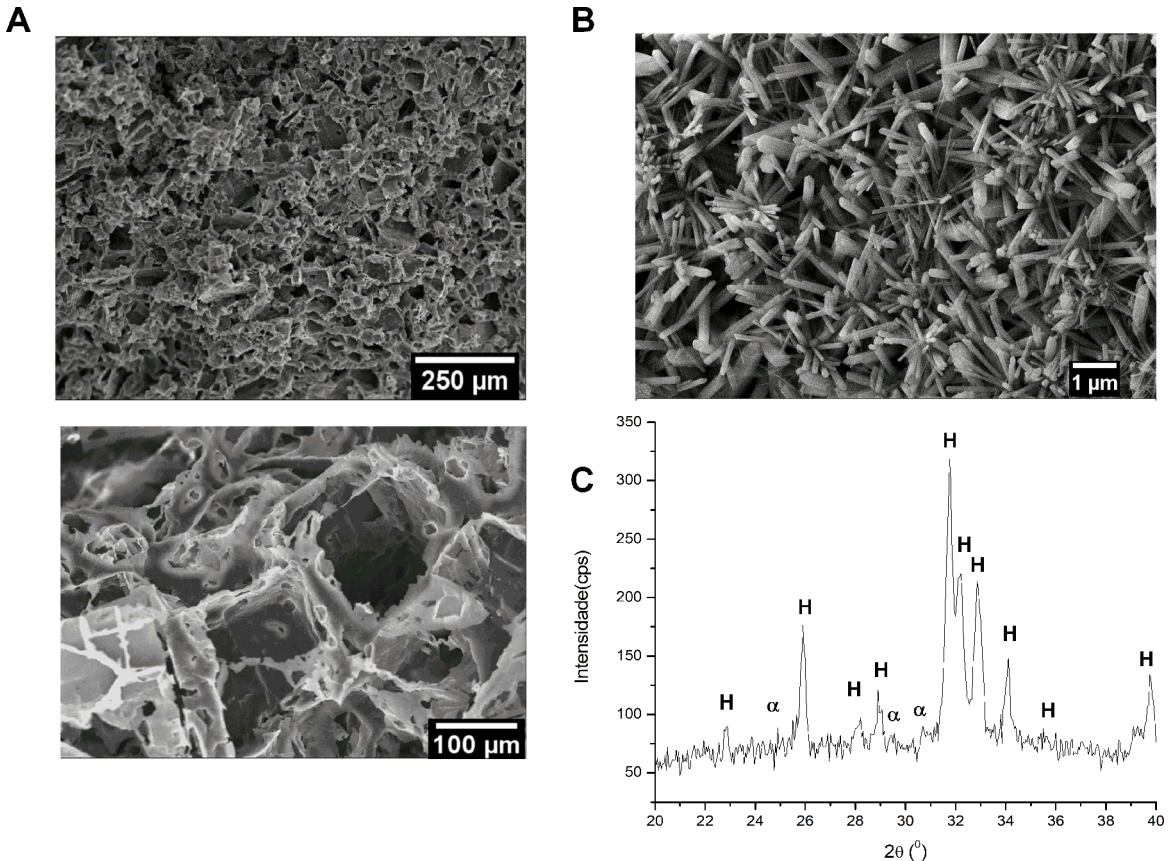 A
B
250 µm
1 µm
100 µm
C
350
300
250
200
150
100
50
Intensidade(cps)
H
H
H
H
H
H
H
H
H
H
α
α
α
20
22
24
26
28
30
32
34
36
38
40
2θ (⁰)